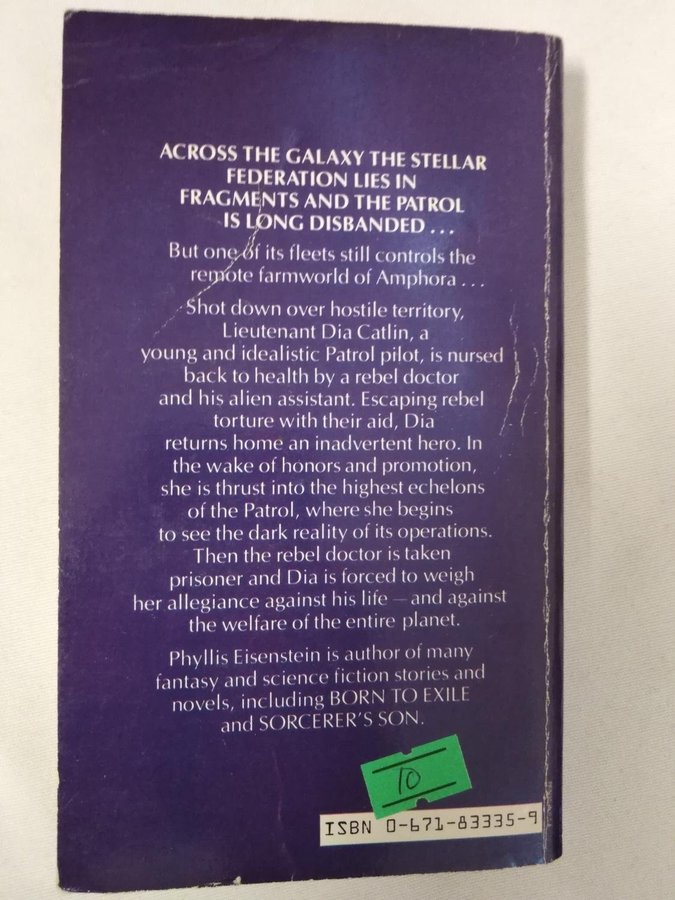 ACROSS THE GALAXY THE STELLAR
FEDERATION LIES IN
FRAGMENTS AND THE PATROL
IS LONG DISBANDED . . .
But one of its fleets still controls the
remote farmworld of Amphora . . .
Shot down over hostile territory,
Lieutenant Dia Catlin, a
young and idealistic Patrol pilot, is nursed
back to health by a rebel doctor
and his alien assistant. Escaping rebel
torture with their aid, Dia
returns home an inadvertent hero. In
the wake of honors and promotion,
she is thrust into the highest echelons
of the Patrol, where she begins
to see the dark reality of its operations.
Then the rebel doctor is taken
prisoner and Dia is forced to weigh
her allegiance against his life — and against
the welfare of the entire planet.
Phyllis Eisenstein is author of many
fantasy and science fiction stories and
novels, including BORN TO EXILE
and SORCERER'S SON.
10
ISBN 0-671-83335-9